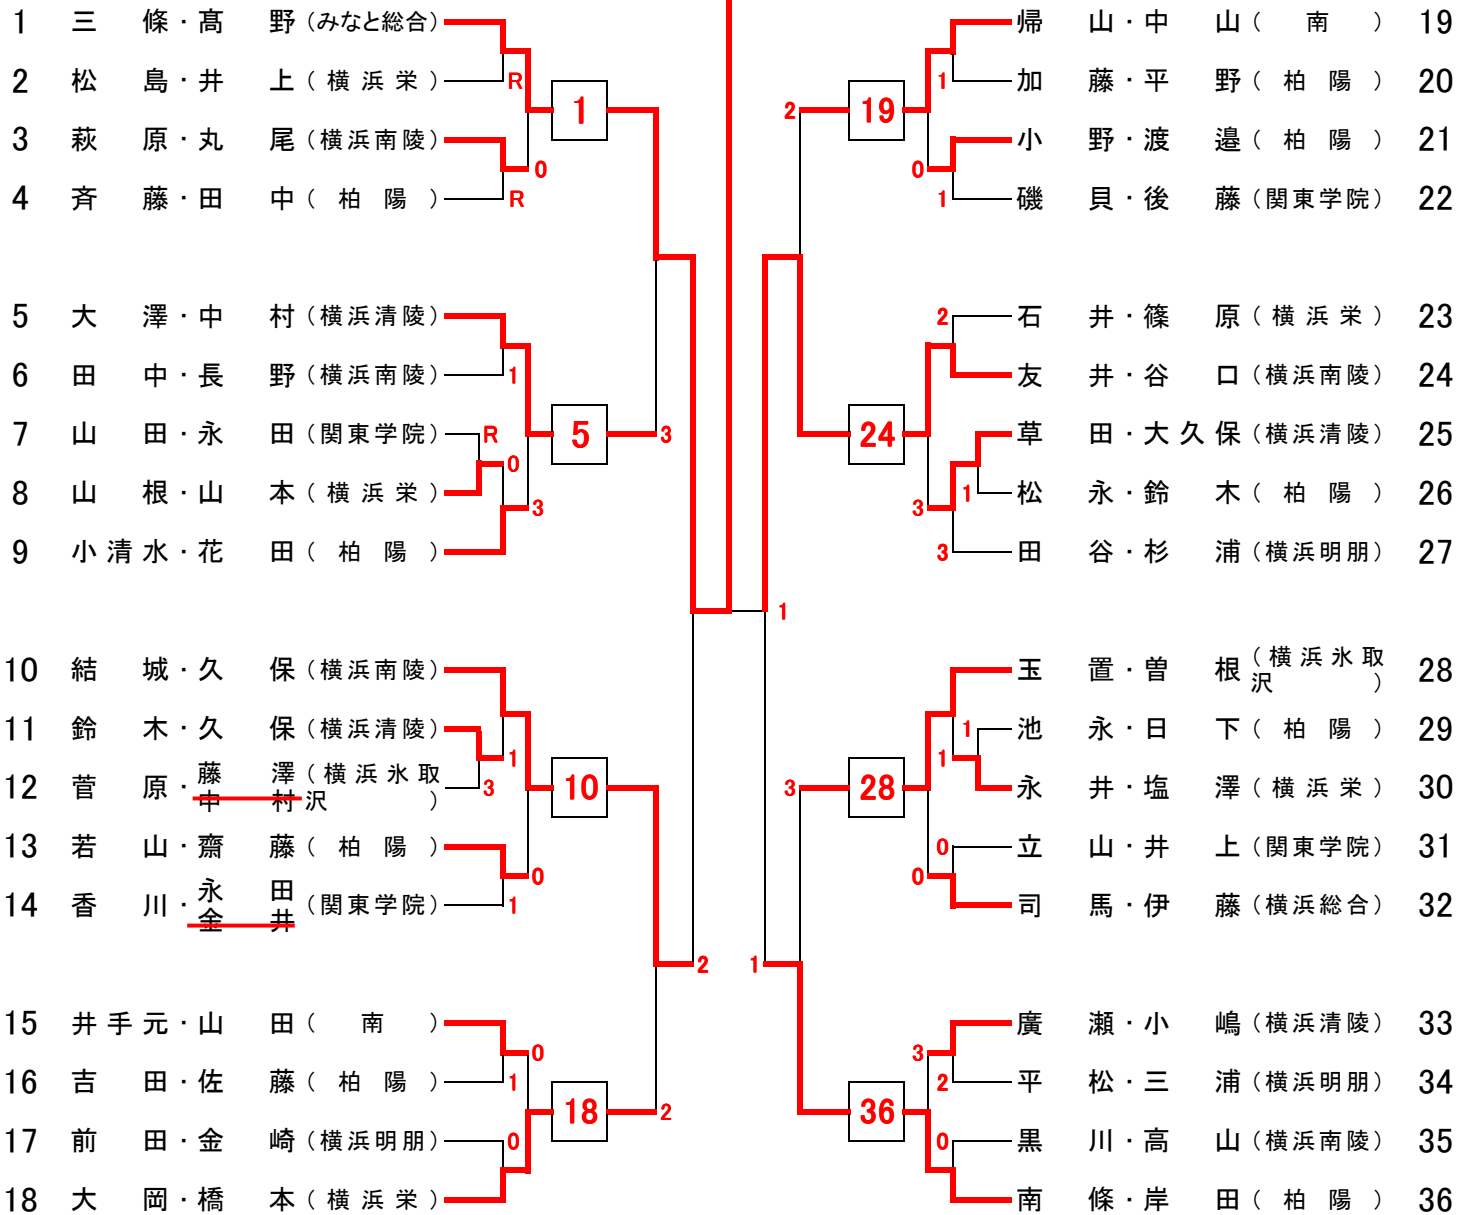 1 三條・髙野（みなと総合）
2 松島・井上（横浜栄） R
3 萩原・丸尾（横浜南陵） 0
4 斉藤・田中（柏陽） R
1
5 大澤・中村（横浜清陵）
6 田中・長野（横浜南陵） 1
7 山田・永田（関東学院） R
0
8 山根・山本（横浜栄） 3
9 小清水・花田（柏陽）
5 3
10 結城・久保（横浜南陵）
11 鈴木・久保（横浜清陵） 1
12 菅原・藤澤（横浜氷取沢） 3
中村
13 若山・齋藤（柏陽） 0
14 香川・永田（関東学院） 1
金井
10 2
15 井手元・山田（南） 0
16 吉田・佐藤（柏陽） 1
17 前田・金崎（横浜明朋） 0
18 大岡・橋本（横浜栄）
18 2
帰山・中山（南） 19
1 加藤・平野（柏陽） 20
0 小野・渡邉（柏陽） 21
1 磯貝・後藤（関東学院） 22
2 19
2 石井・篠原（横浜栄） 23
友井・谷口（横浜南陵） 24
草田・大久保（横浜清陵） 25
3 1 松永・鈴木（柏陽） 26
3 田谷・杉浦（横浜明朋） 27
24
1
玉置・曽根（横浜氷取沢） 28
1 池永・日下（柏陽） 29
1 永井・塩澤（横浜栄） 30
0 立山・井上（関東学院） 31
0 司馬・伊藤（横浜総合） 32
3 28
1
3 廣瀬・小嶋（横浜清陵） 33
2 平松・三浦（横浜明朋） 34
0 黒川・高山（横浜南陵） 35
南條・岸田（柏陽） 36
36